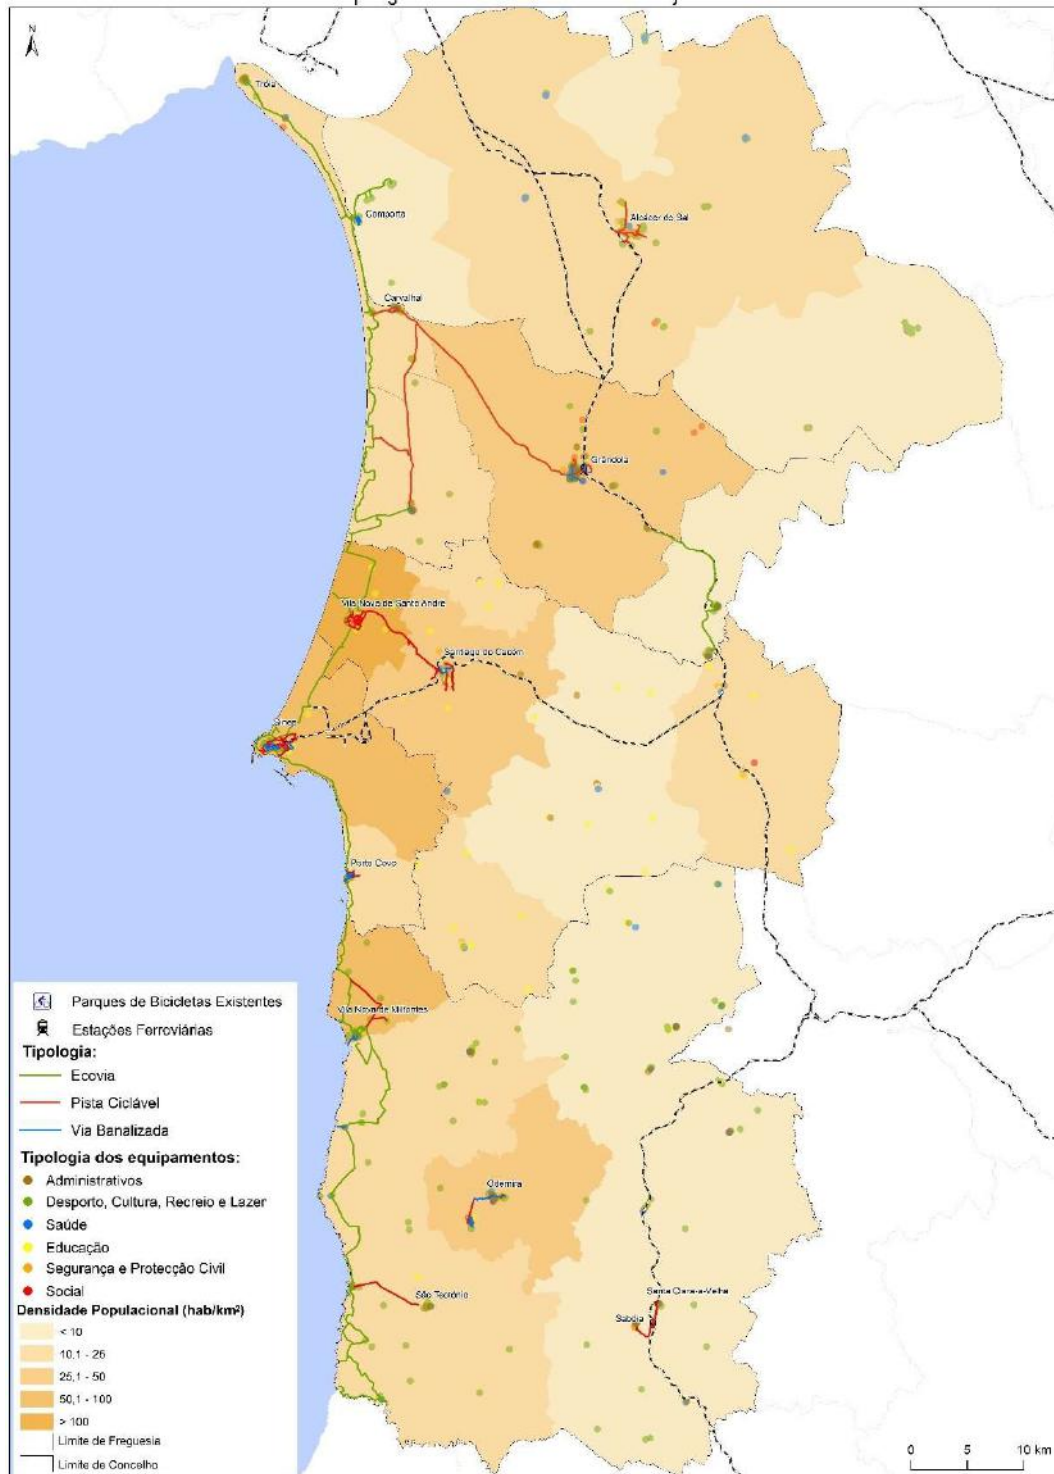 N
Tróia
Comporta
Alcácer do Sal
Carvalhal
Grândola
Vila Nova de Santo André
Santiago do Cacém
Sines
Porto Covo
Vila Nova de Milfontes
Odemira
São Teotónio
Santa Clara-a-Velha
Sabóia
Parques de Bicicletas Existentes
Estações Ferroviárias
Tipologia:
Ecovia
Pista Ciclável
Via Banalizada
Tipologia dos equipamentos:
Administrativos
Desporto, Cultura, Recreio e Lazer
Saúde
Educação
Segurança e Protecção Civil
Social
Densidade Populacional (hab/km²)
< 10
10,1 - 25
25,1 - 50
50,1 - 100
> 100
Limite de Freguesia
Limite de Concelho
0 5 10 km